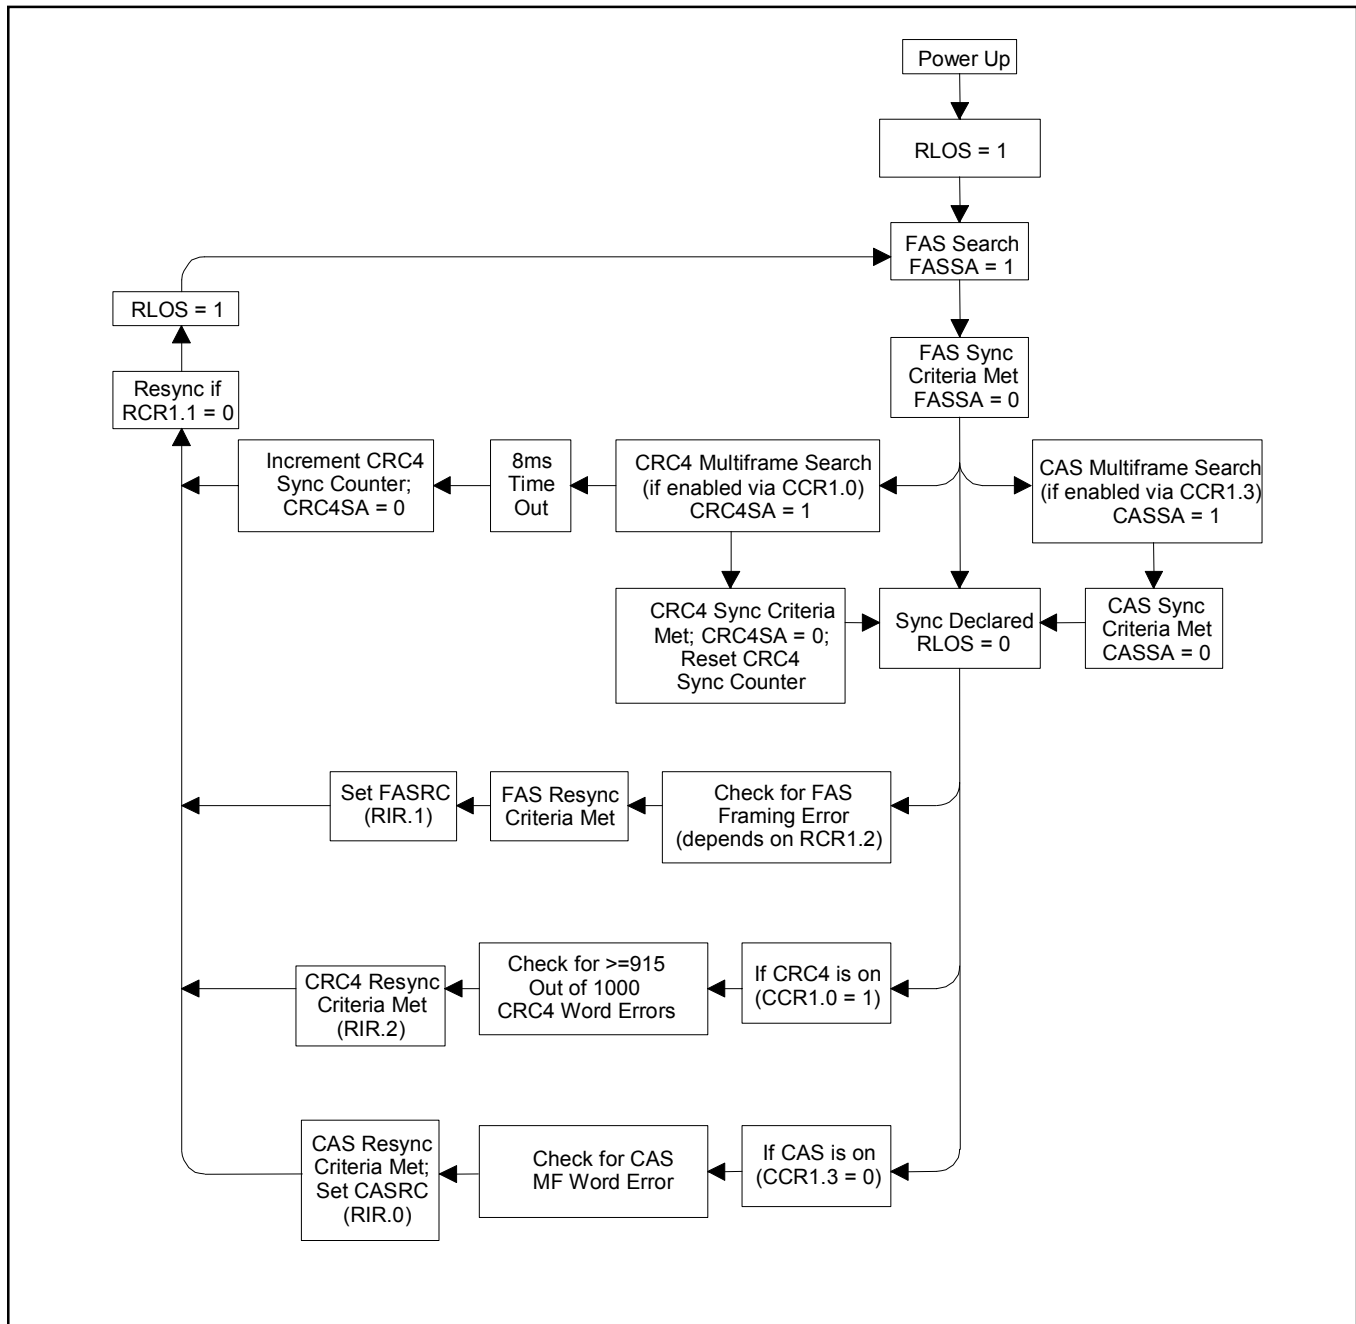 Power Up
RLOS = 1
FAS Search
FASSA = 1
RLOS = 1
FAS Sync
Criteria Met
FASSA = 0
Resync if
RCR1.1 = 0
Increment CRC4
Sync Counter;
CRC4SA = 0
8ms
Time
Out
CRC4 Multiframe Search
(if enabled via CCR1.0)
CRC4SA = 1
CAS Multiframe Search
(if enabled via CCR1.3)
CASSA = 1
CRC4 Sync Criteria
Met; CRC4SA = 0;
Reset CRC4
Sync Counter
Sync Declared
RLOS = 0
CAS Sync
Criteria Met
CASSA = 0
Set FASRC
(RIR.1)
FAS Resync
Criteria Met
Check for FAS
Framing Error
(depends on RCR1.2)
CRC4 Resync
Criteria Met
(RIR.2)
Check for >=915
Out of 1000
CRC4 Word Errors
If CRC4 is on
(CCR1.0 = 1)
CAS Resync
Criteria Met;
Set CASRC
(RIR.0)
Check for CAS
MF Word Error
If CAS is on
(CCR1.3 = 0)